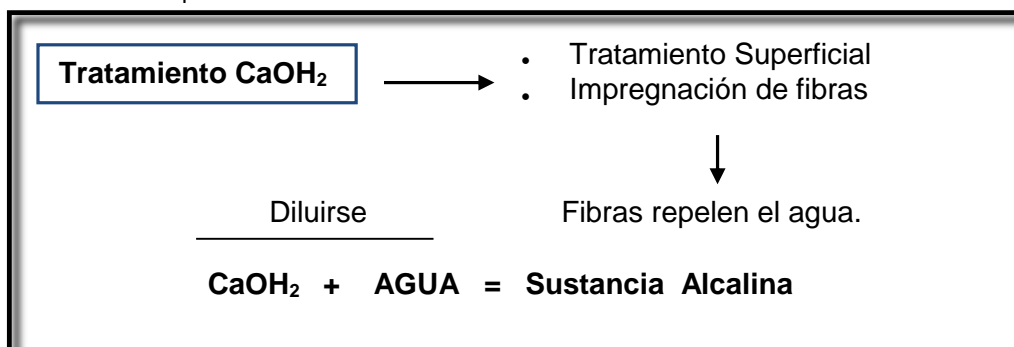 Tratamiento CaOH₂
• Tratamiento Superficial
• Impregnación de fibras
Diluirse
Fibras repelen el agua.
CaOH₂ + AGUA = Sustancia Alcalina